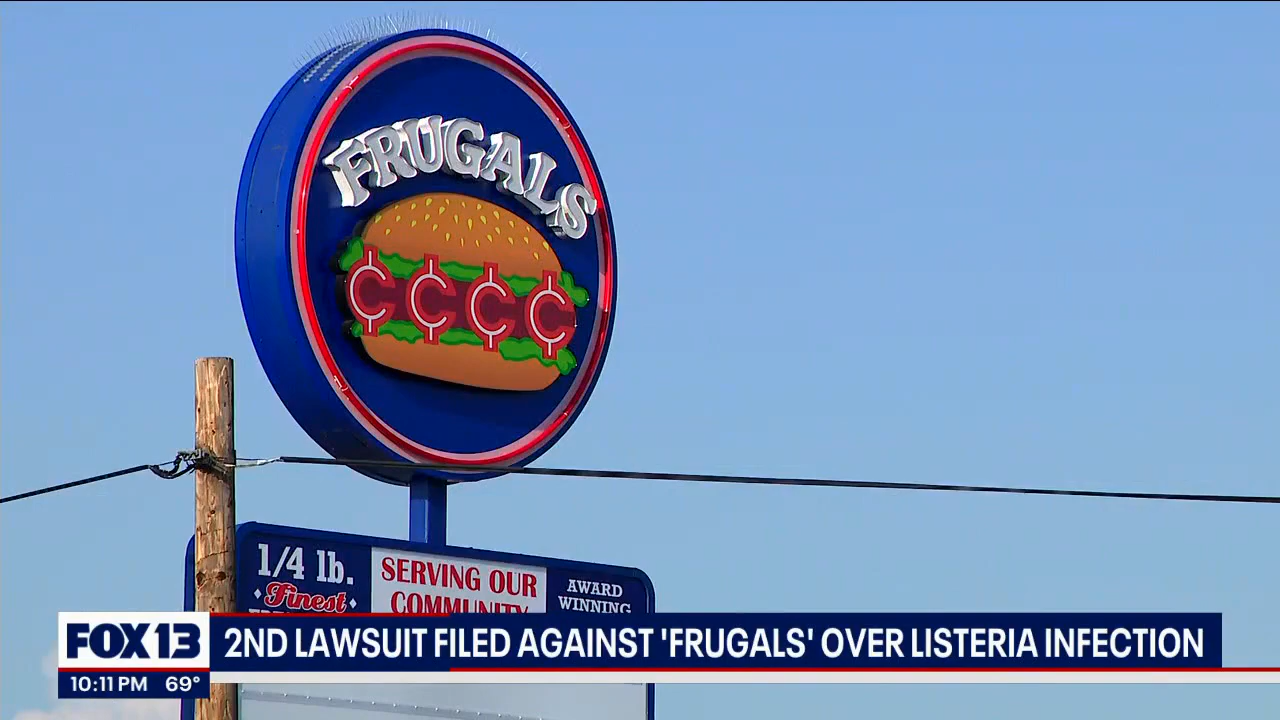 FRUGALS
¢¢¢¢
1/4 lb.
Finest
SERVING OUR
COMMUNITY
AWARD
WINNING
FOX 13
2ND LAWSUIT FILED AGAINST 'FRUGALS' OVER LISTERIA INFECTION
10:11 PM 69°